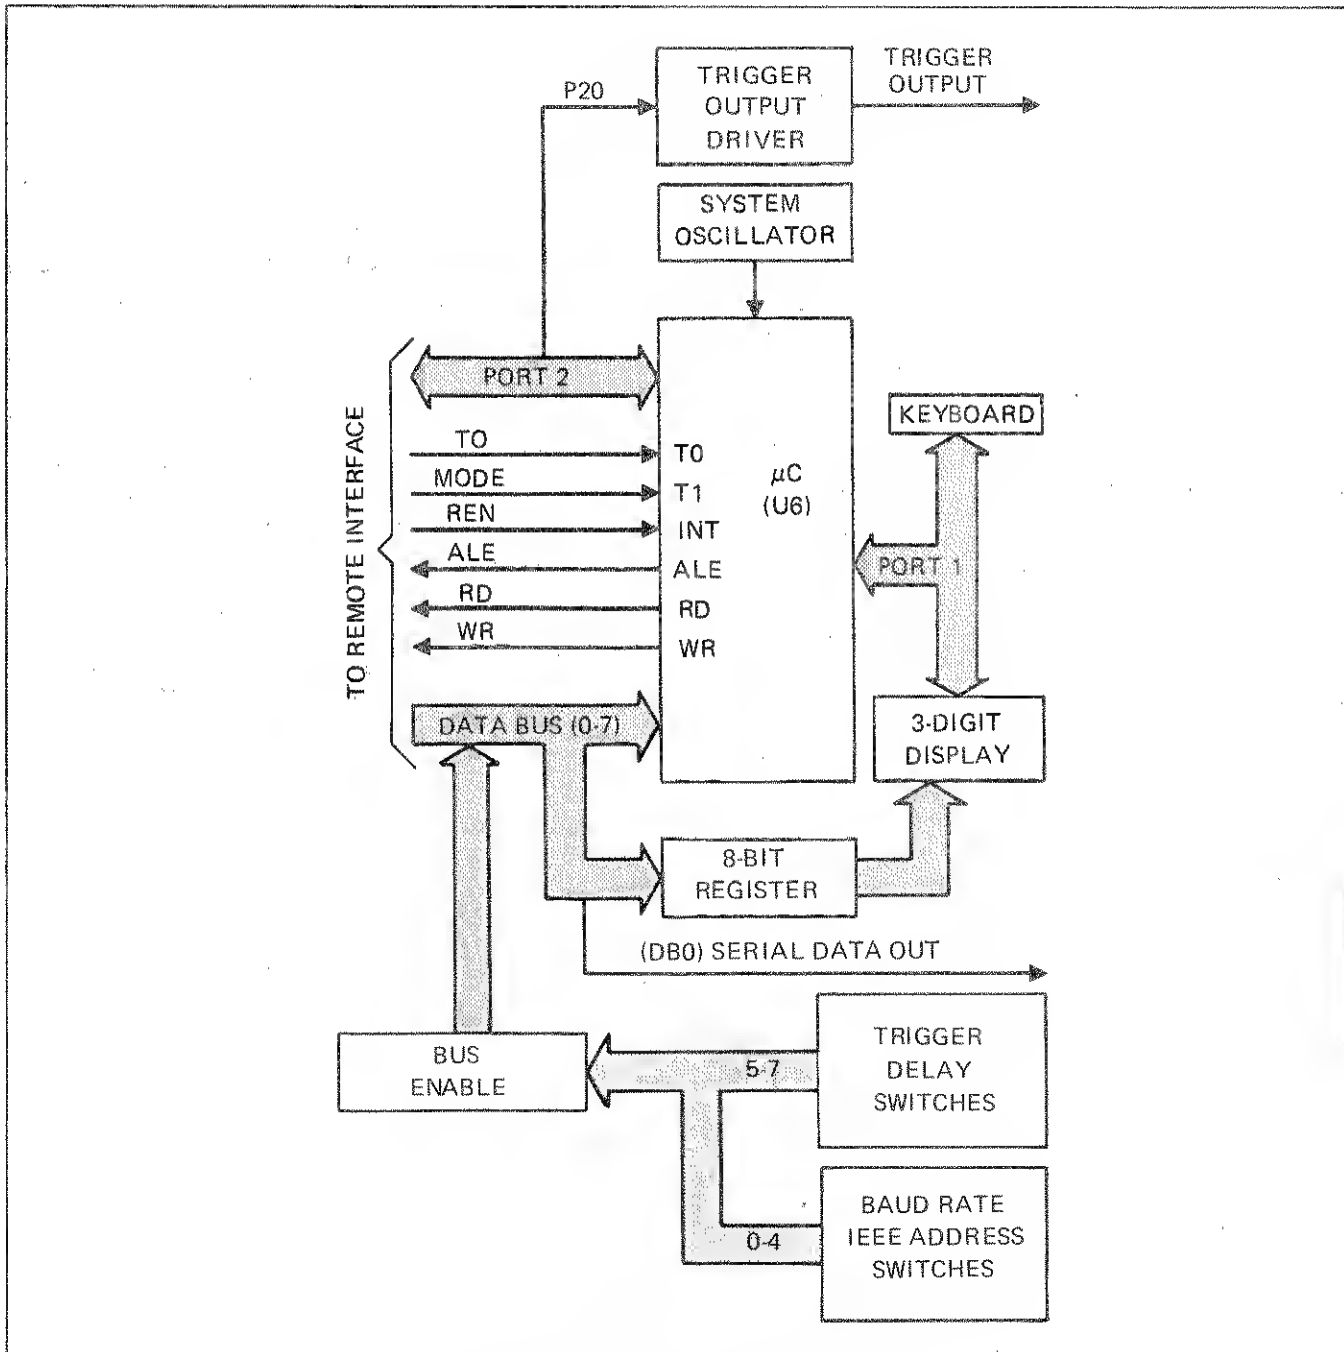 TRIGGER
OUTPUT
DRIVER
TRIGGER
OUTPUT
P20
SYSTEM
OSCILLATOR
PORT 2
TO REMOTE INTERFACE
TO
MODE
REN
ALE
RD
WR
T0
T1
INT
ALE
RD
WR
μC
(U6)
KEYBOARD
PORT 1
DATA BUS (0-7)
3-DIGIT
DISPLAY
8-BIT
REGISTER
(DB0) SERIAL DATA OUT
BUS
ENABLE
5-7
TRIGGER
DELAY
SWITCHES
0-4
BAUD RATE
IEEE ADDRESS
SWITCHES